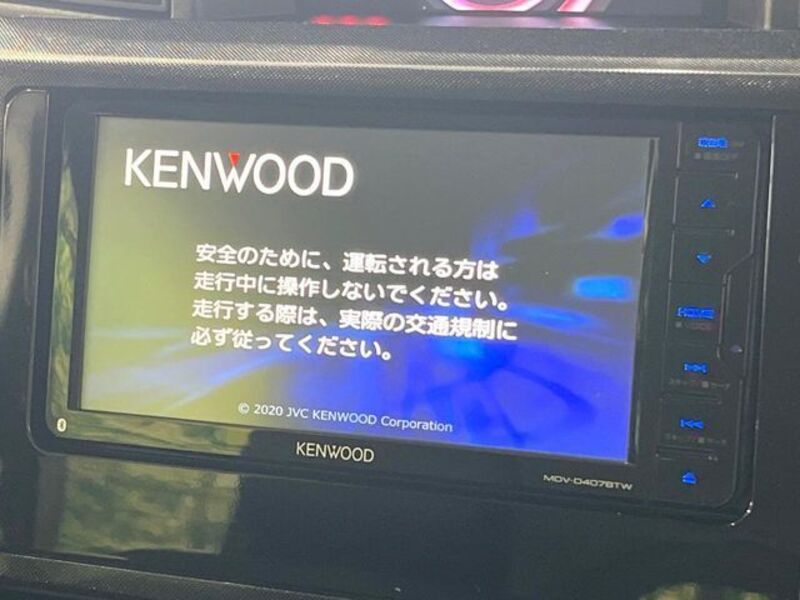 KENWOOD
安全のために、運転される方は
走行中に操作しないでください。
走行する際は、実際の交通規制に
必ず従ってください。
© 2020 JVC KENWOOD Corporation
KENWOOD
MDV-D407BTW
現在地
HOME